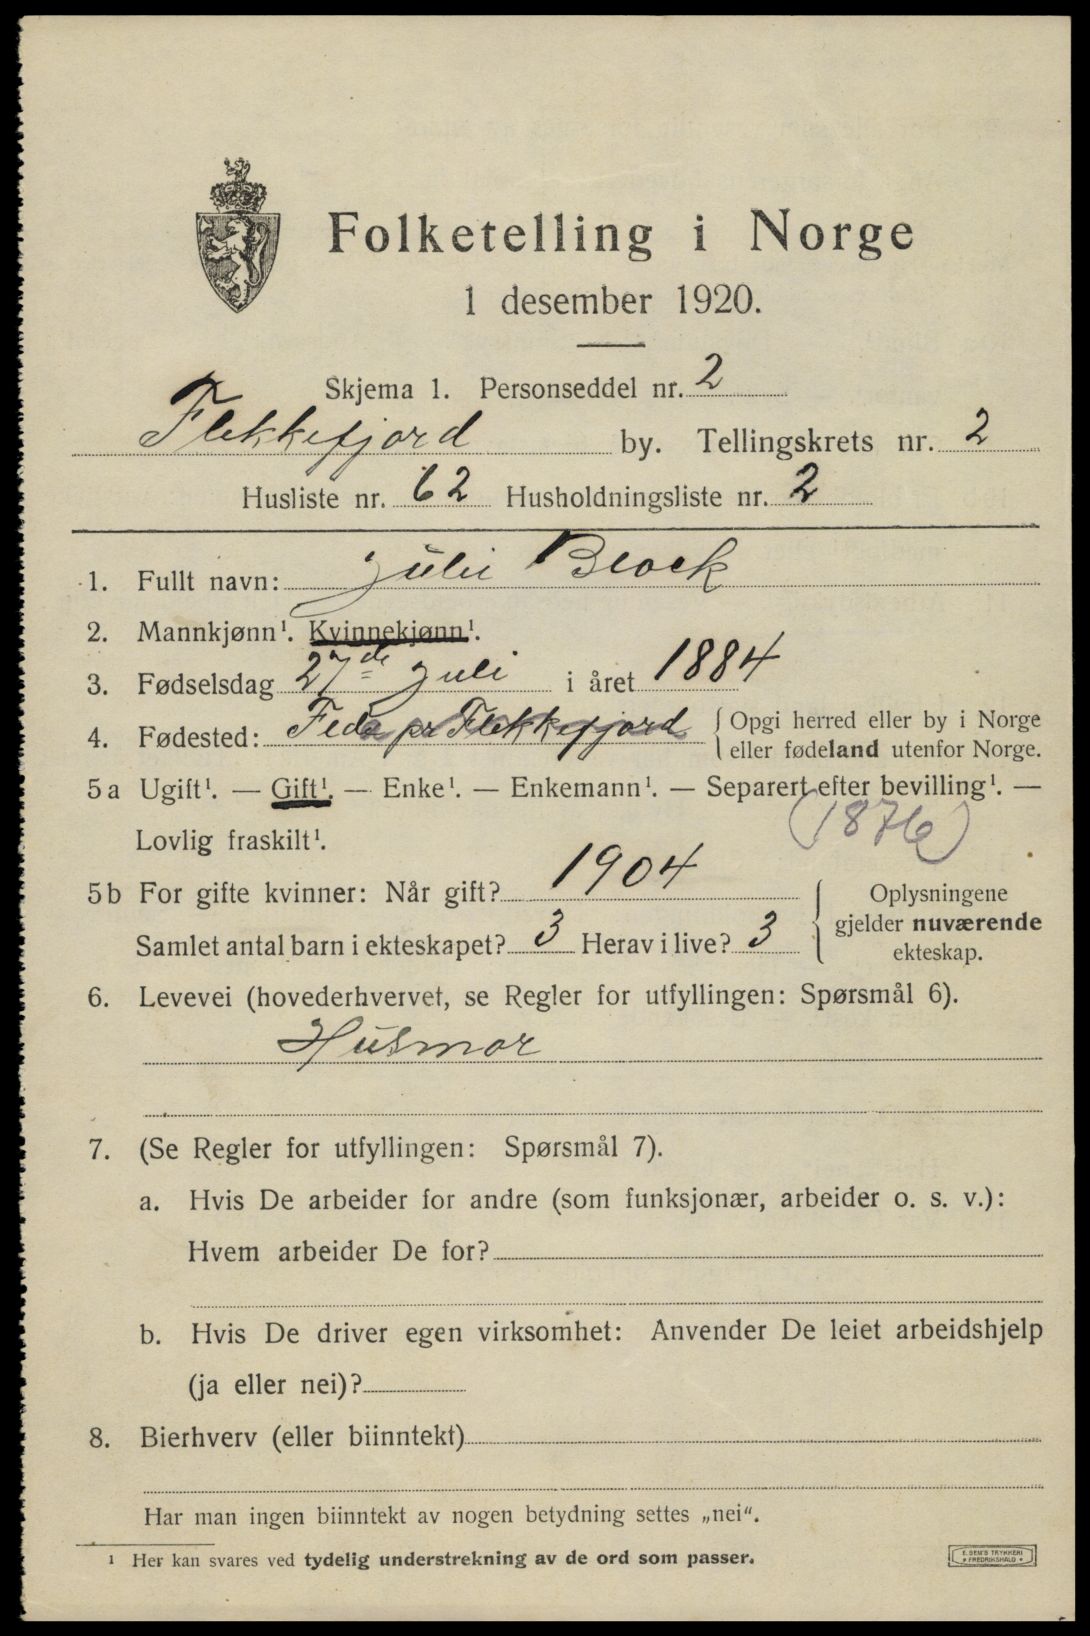 Folketelling i Norge
1 desember 1920.
Skjema 1. Personseddel nr. 2
Flekkefjord by. Tellingskrets nr. 2
Husliste nr. 62 Husholdningsliste nr. 2
1. Fullt navn: Julie Block
2. Mannkjønn¹. Kvinnekjønn¹.
3. Fødselsdag 27de Juli i året 1884
4. Fødested: Feda pr Flekkefjord { Opgi herred eller by i Norge
eller fødeland utenfor Norge.
5a Ugift¹. — Gift¹. — Enke¹. — Enkemann¹. — Separert efter bevilling¹. —
(1876)
Lovlig fraskilt¹.
5b For gifte kvinner: Når gift? 1904
Samlet antal barn i ekteskapet? 3 Herav i live? 3
{ Oplysningene
gjelder nuværende
ekteskap.
6. Levevei (hovederhvervet, se Regler for utfyllingen: Spørsmål 6).
Husmor
7. (Se Regler for utfyllingen: Spørsmål 7).
a. Hvis De arbeider for andre (som funksjonær, arbeider o. s. v.):
Hvem arbeider De for?
b. Hvis De driver egen virksomhet: Anvender De leiet arbeidshjelp
(ja eller nei)?
8. Bierhverv (eller biinntekt)
Har man ingen biinntekt av nogen betydning settes „nei".
¹ Her kan svares ved tydelig understrekning av de ord som passer.
E. SEM'S TRYKKERI
FREDRIKSHALD